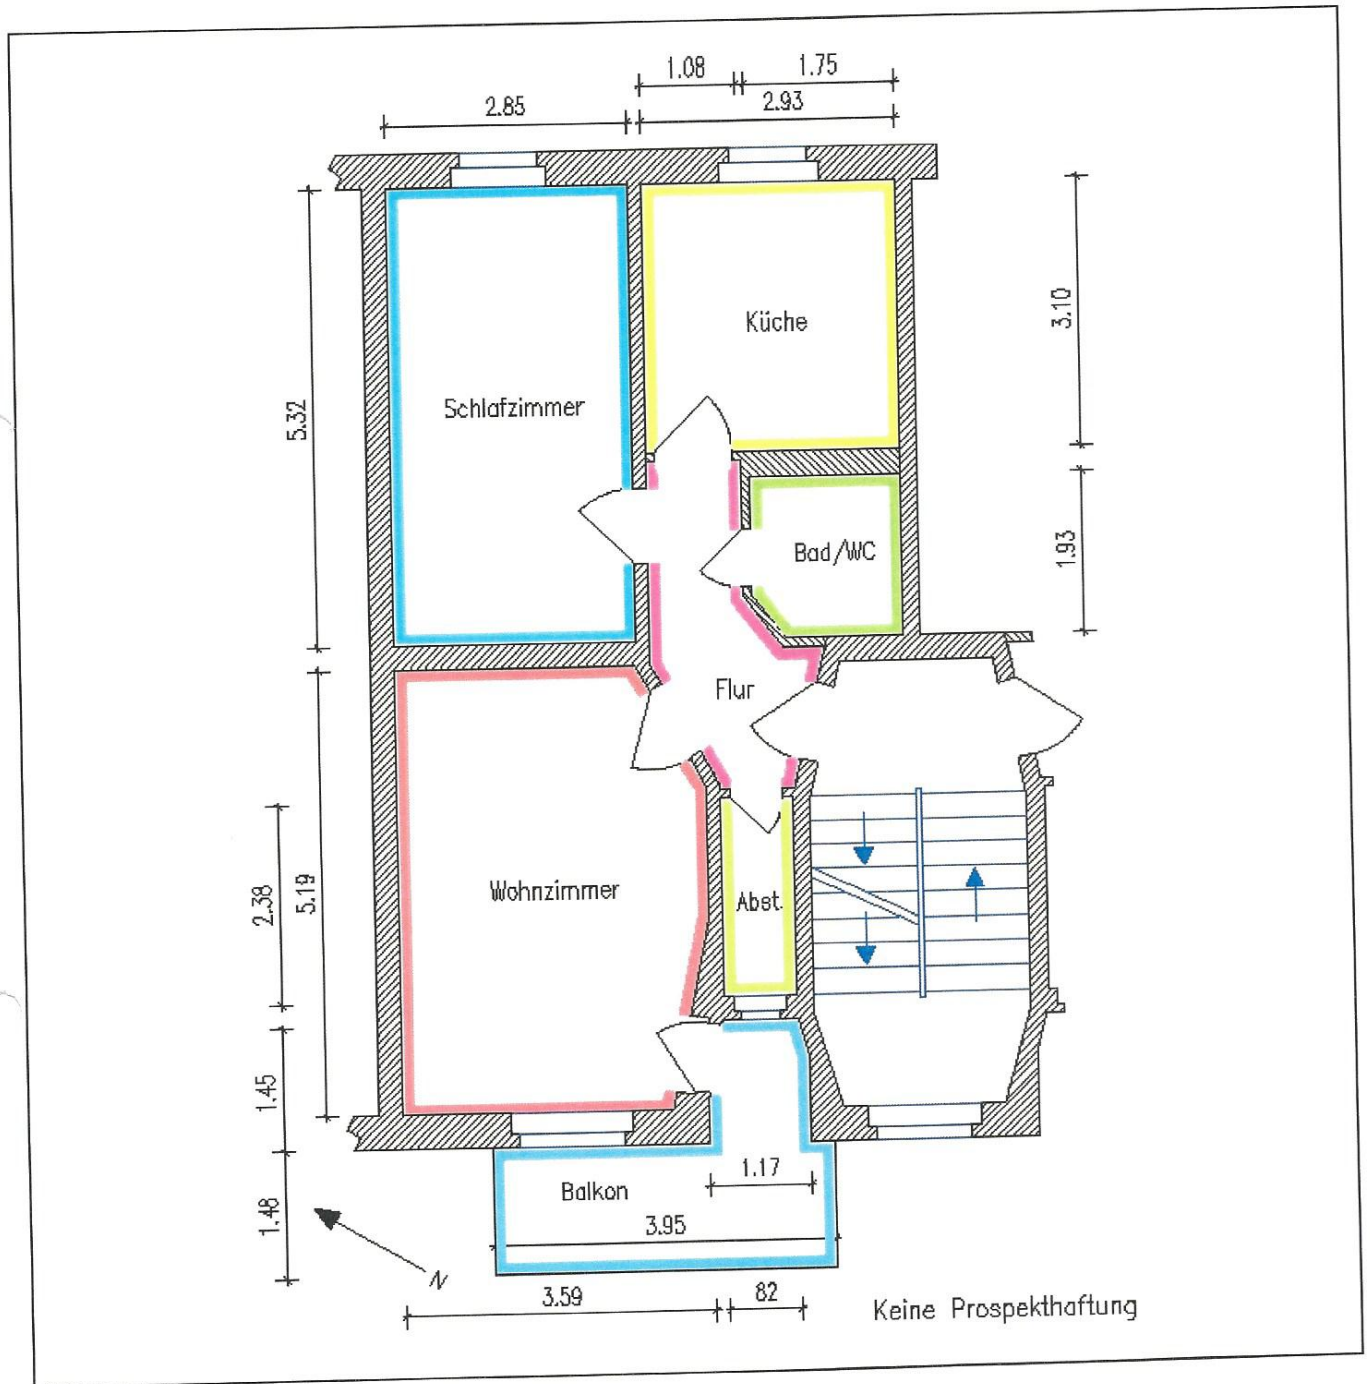 1.08
1.75
2.85
2.93
Küche
3.10
Schlafzimmer
5.32
Bad/WC
1.93
Flur
Wohnzimmer
Abst.
2.38
5.19
1.45
1.48
1.17
Balkon
3.95
N
3.59
82
Keine Prospekthaftung